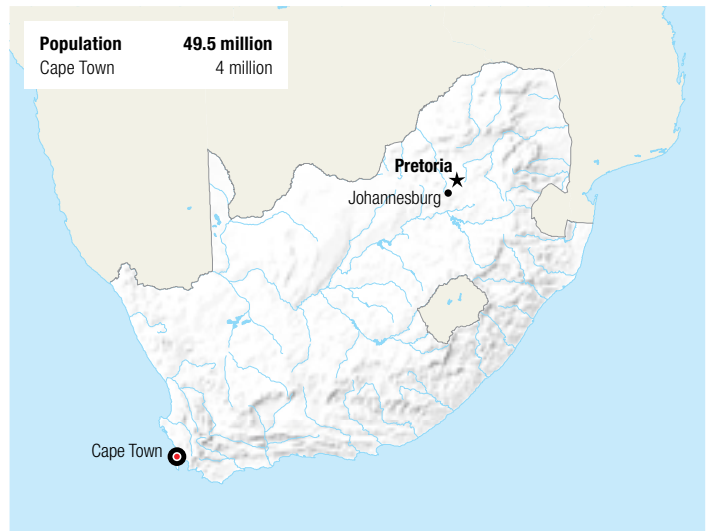 Population 49.5 million
Cape Town 4 million
Pretoria
Johannesburg
Cape Town